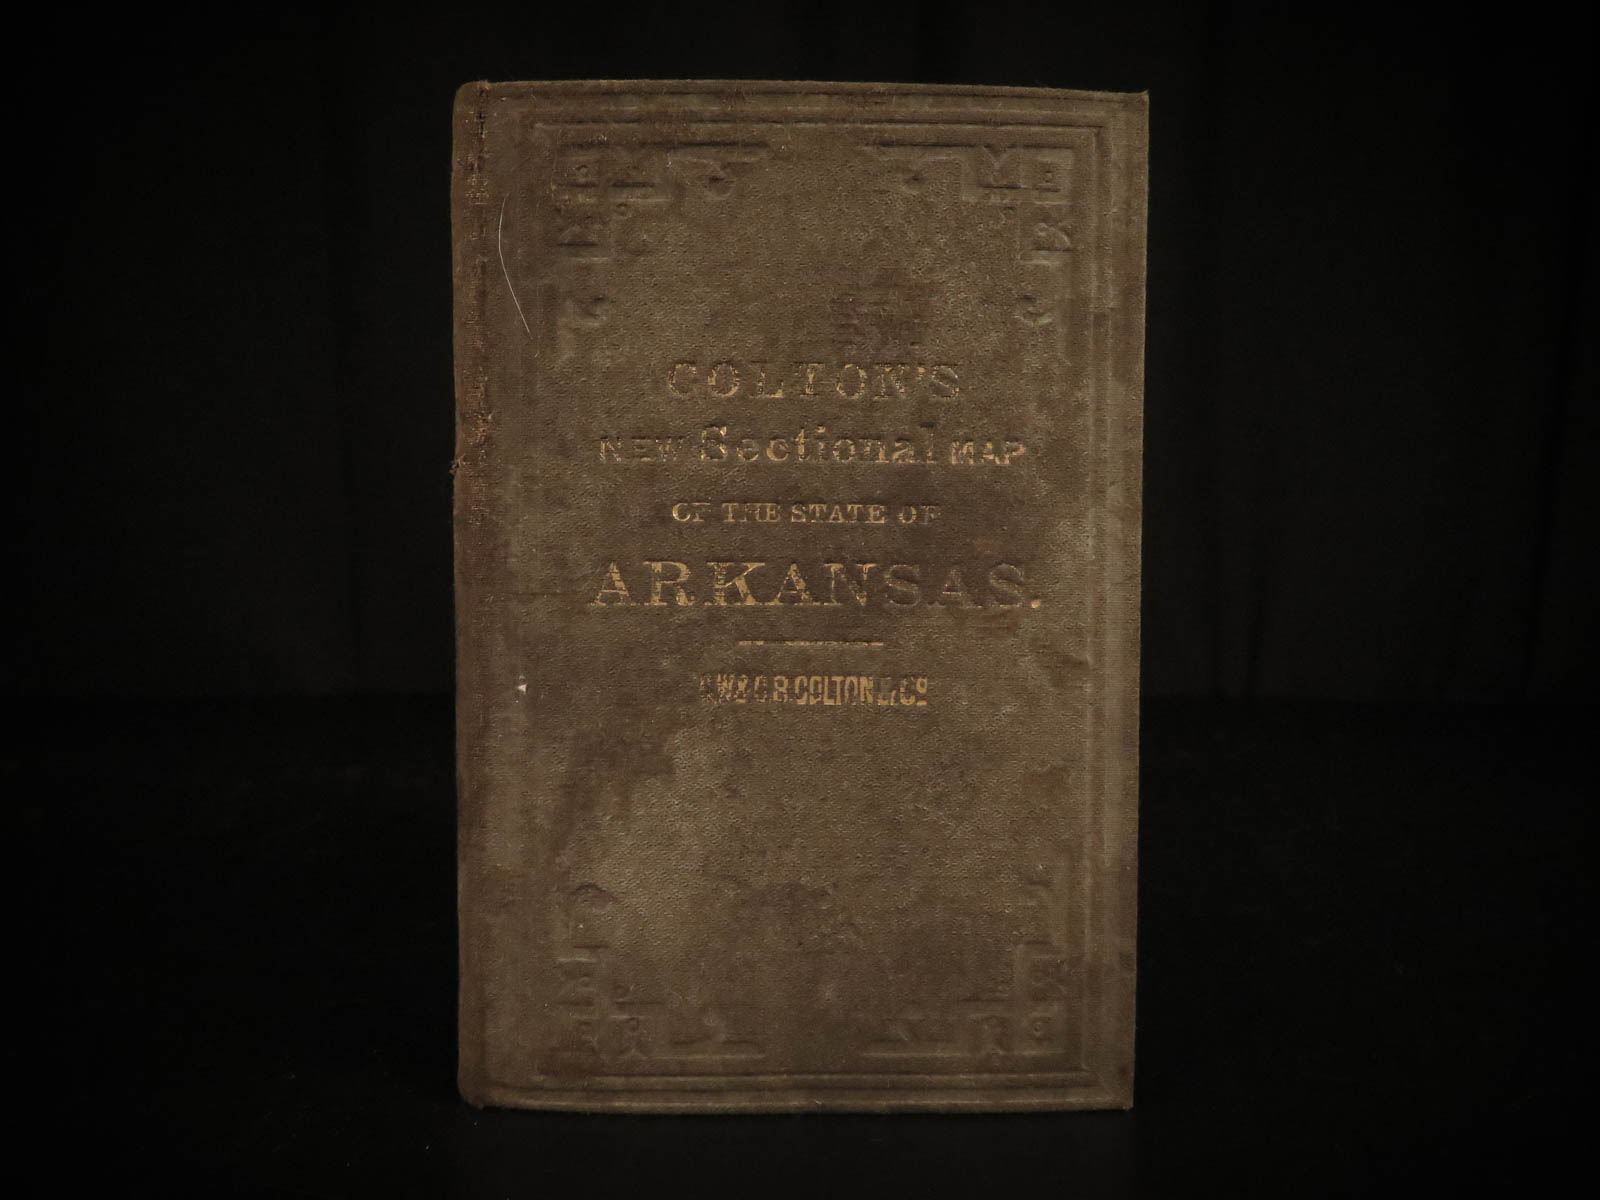 COLTON'S
NEW Sectional MAP
OF THE STATE OF
ARKANSAS.
G.W.& C.B. COLTON & Cº